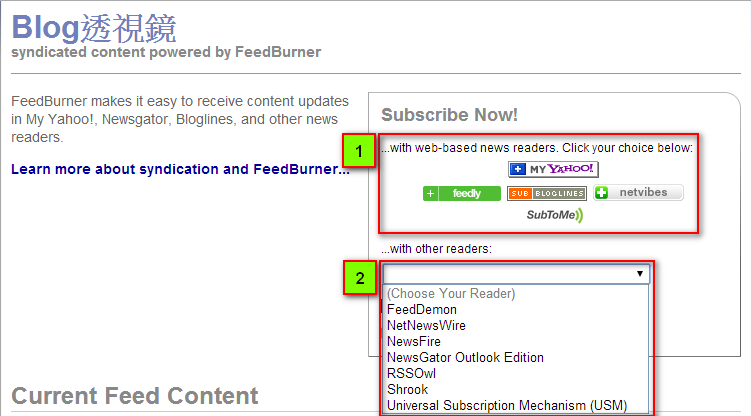 Blog透視鏡
syndicated content powered by FeedBurner
FeedBurner makes it easy to receive content updates
in My Yahoo!, Newsgator, Bloglines, and other news
readers.
Learn more about syndication and FeedBurner...
Subscribe Now!
1
...with web-based news readers. Click your choice below:
+ MY YAHOO!
+ feedly
SUB BLOGLINES
+ netvibes
SubToMe
...with other readers:
2
(Choose Your Reader)
FeedDemon
NetNewsWire
NewsFire
NewsGator Outlook Edition
RSSOwl
Shrook
Universal Subscription Mechanism (USM)
Current Feed Content